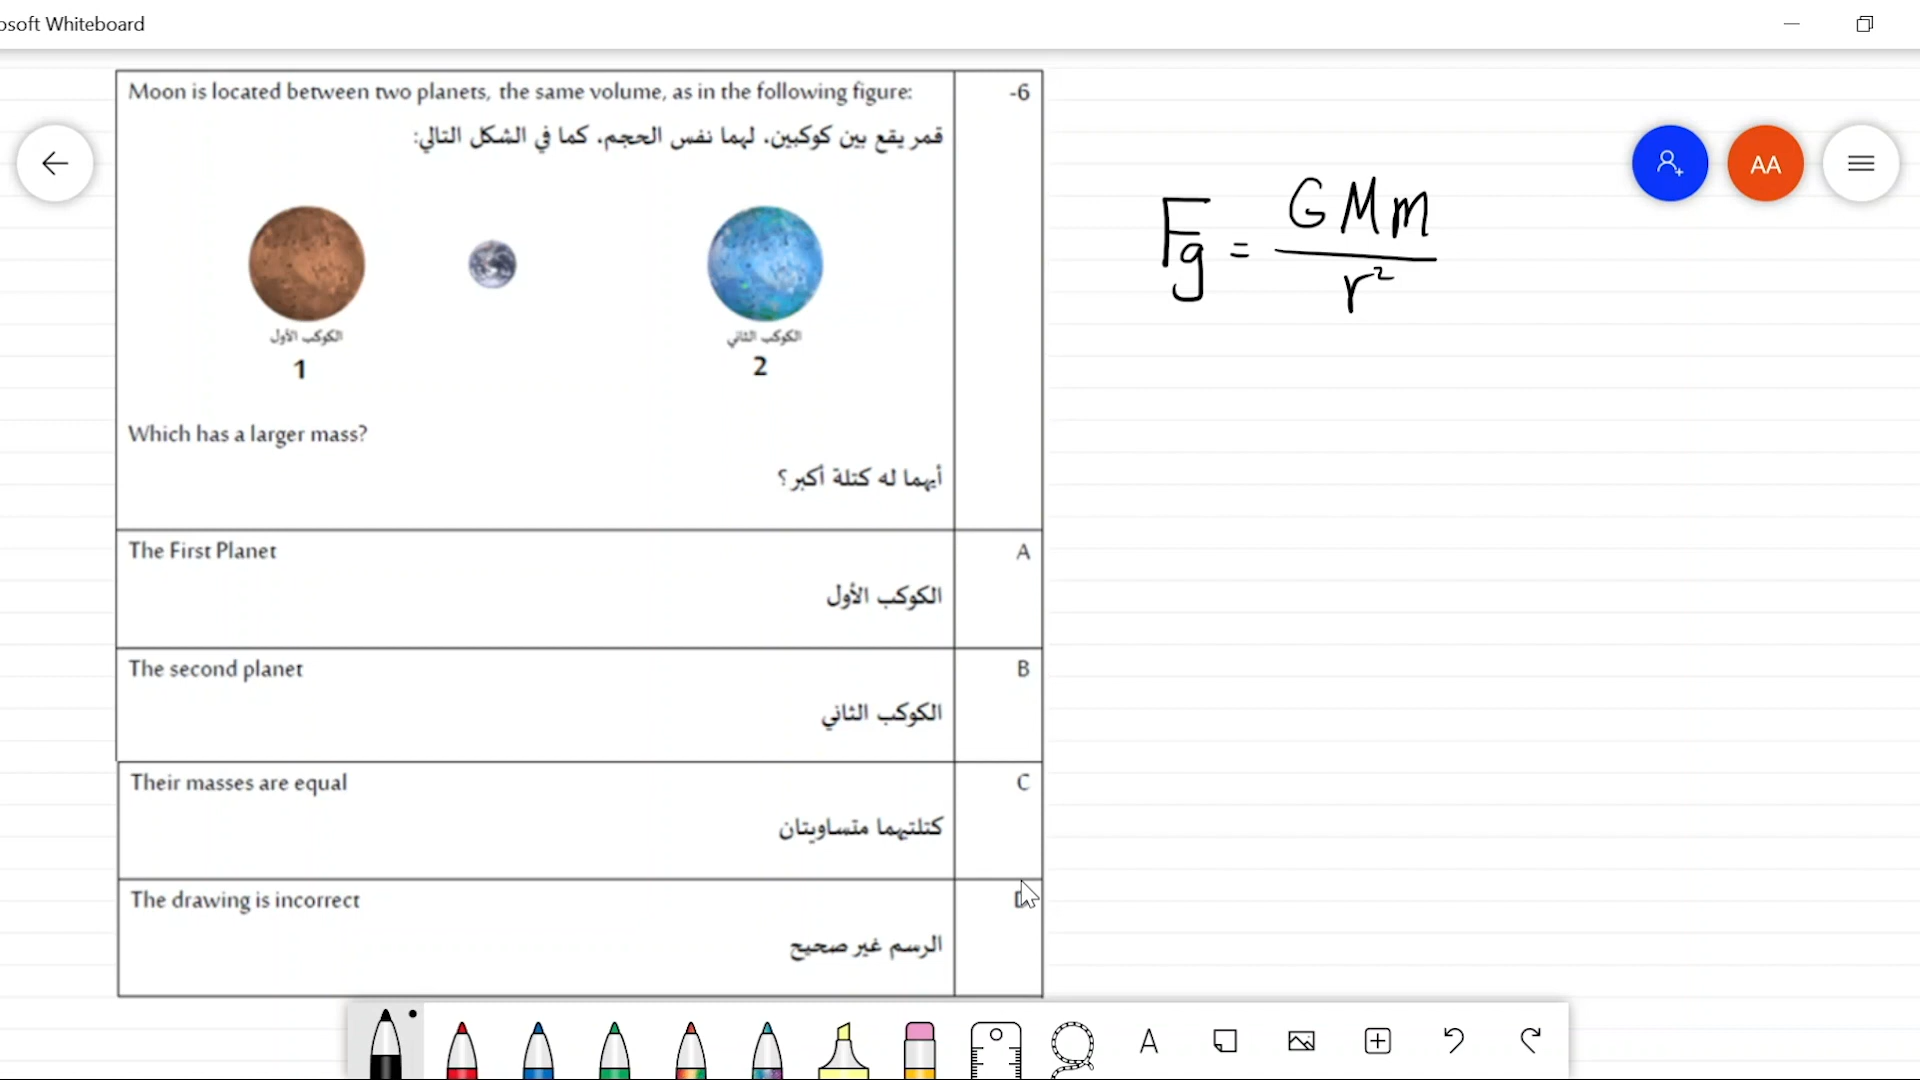 osoft Whiteboard
Moon is located between two planets, the same volume, as in the following figure:
-6
قمر يقع بين كوكبين، لهما نفس الحجم، كما في الشكل التالي:
الكوكب الأول
الكوكب الثاني
1
2
Which has a larger mass?
أيهما له كتلة أكبر؟
The First Planet
A
الكوكب الأول
The second planet
B
الكوكب الثاني
Their masses are equal
C
كتلتيهما متساويتان
The drawing is incorrect
الرسم غير صحيح
Fg = GMm / r²
AA
A